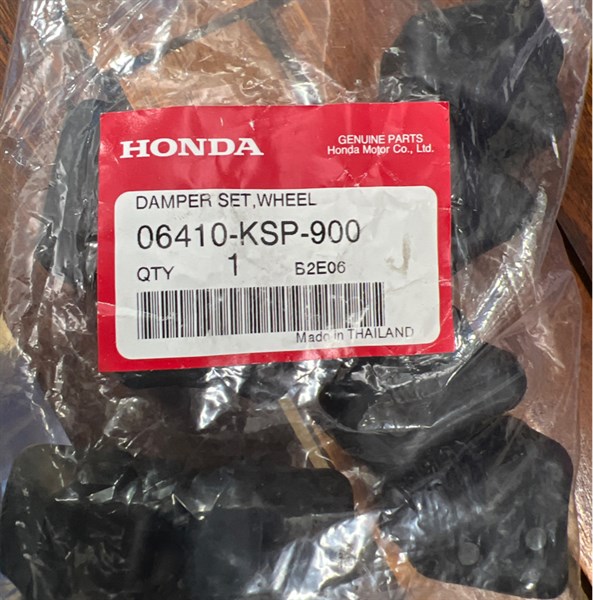 HONDA
GENUINE PARTS
Honda Motor Co., Ltd.
DAMPER SET,WHEEL
06410-KSP-900
QTY 1 B2E06 J
Made in THAILAND